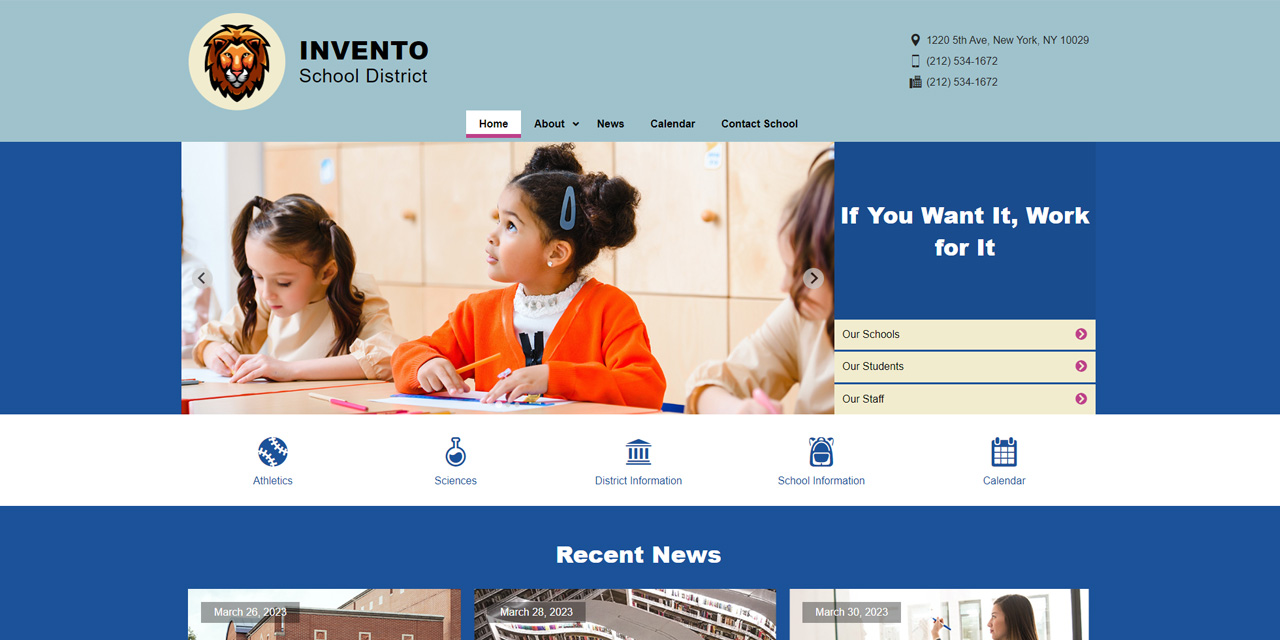 INVENTO
School District
1220 5th Ave, New York, NY 10029
(212) 534-1672
(212) 534-1672
Home
About
News
Calendar
Contact School
If You Want It, Work
for It
Our Schools
Our Students
Our Staff
Athletics
Sciences
District Information
School Information
Calendar
Recent News
March 26, 2023
March 28, 2023
March 30, 2023